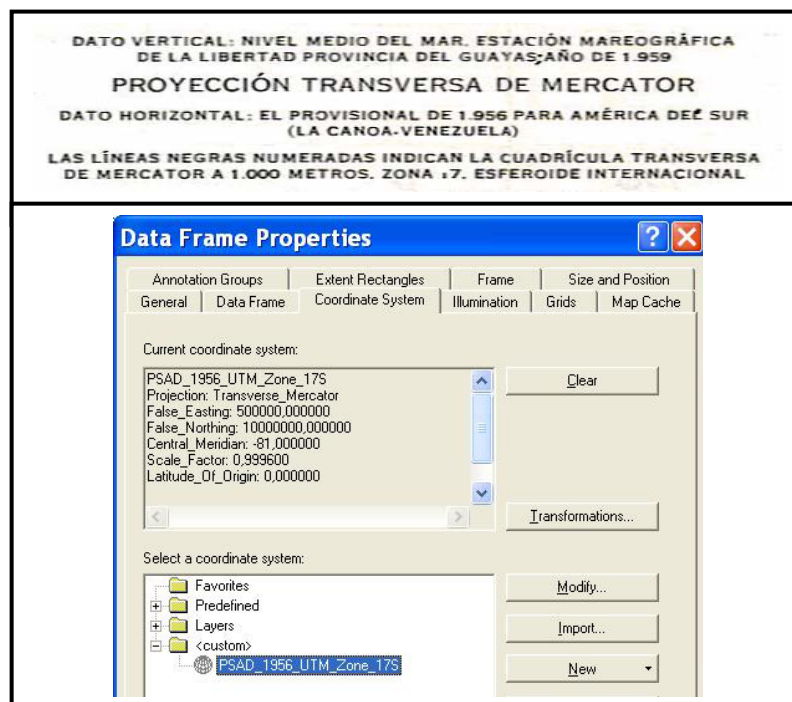 DATO VERTICAL: NIVEL MEDIO DEL MAR, ESTACIÓN MAREOGRÁFICA
DE LA LIBERTAD PROVINCIA DEL GUAYAS;AÑO DE 1.959
PROYECCIÓN TRANSVERSA DE MERCATOR
DATO HORIZONTAL: EL PROVISIONAL DE 1.956 PARA AMÉRICA DEL SUR
(LA CANOA-VENEZUELA)
LAS LÍNEAS NEGRAS NUMERADAS INDICAN LA CUADRÍCULA TRANSVERSA
DE MERCATOR A 1.000 METROS. ZONA 17. ESFEROIDE INTERNACIONAL
Data Frame Properties
Annotation Groups Extent Rectangles Frame Size and Position
General Data Frame Coordinate System Illumination Grids Map Cache
Current coordinate system:
PSAD_1956_UTM_Zone_17S
Projection: Transverse_Mercator
False_Easting: 500000,000000
False_Northing: 10000000,000000
Central_Meridian: -81,000000
Scale_Factor: 0,999600
Latitude_Of_Origin: 0,000000
Clear
Transformations...
Select a coordinate system:
Favorites
Predefined
Layers
<custom>
PSAD_1956_UTM_Zone_17S
Modify...
Import...
New